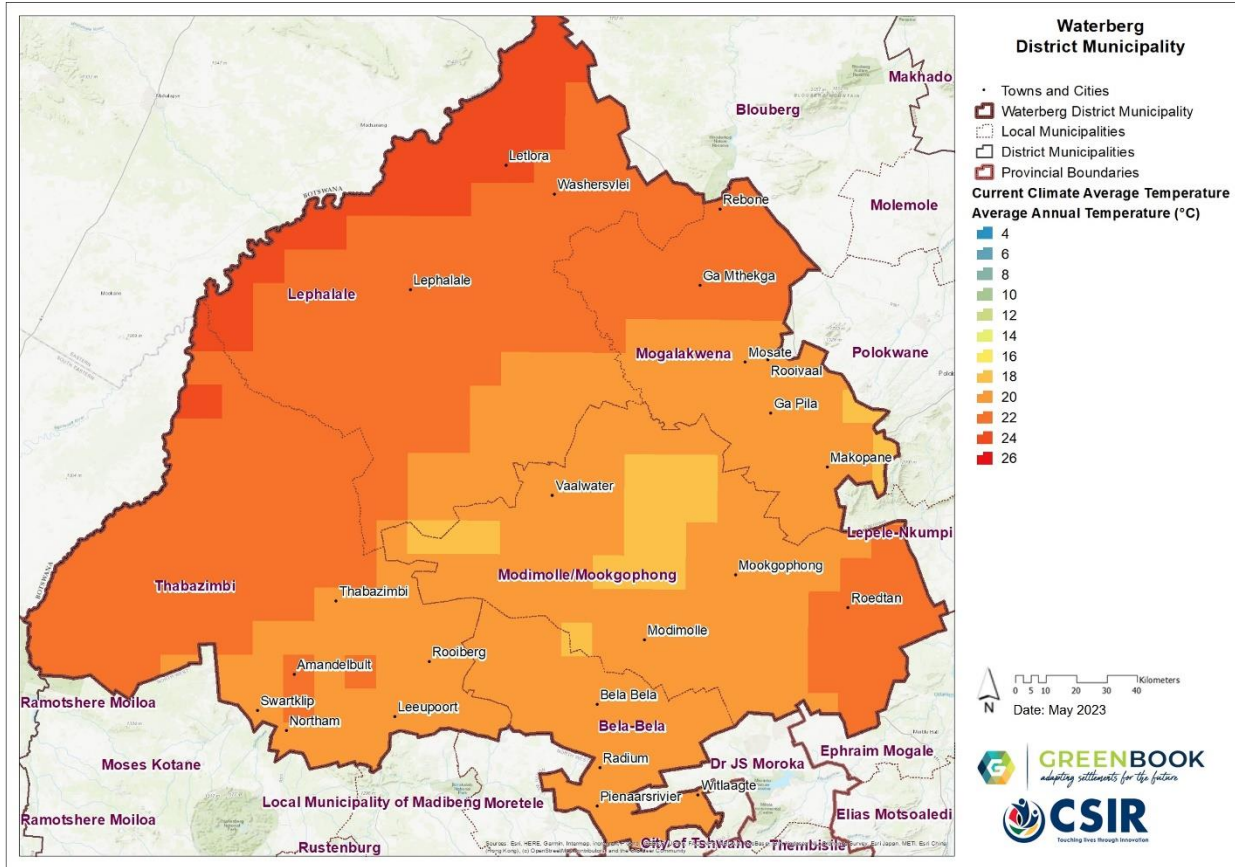 Waterberg
District Municipality
Towns and Cities
Waterberg District Municipality
Local Municipalities
District Municipalities
Provincial Boundaries
Current Climate Average Temperature
Average Annual Temperature (°C)
4
6
8
10
12
14
16
18
20
22
24
26
Makhado
Blouberg
Letlora
Washersvlei
BOTSWANA
Rebone
Molemole
Ga Mthekga
Lephalale
Lephalale
Mogalakwena
Mosate
Rooivaal
Polokwane
Ga Pila
Makopane
Vaalwater
Lepele-Nkumpi
Modimolle/Mookgophong
Mookgophong
Thabazimbi
Thabazimbi
Roedtan
BOTSWANA
Modimolle
Rooiberg
Amandelbult
Ramotshere Moiloa
Swartklip
Northam
Leeupoort
Bela Bela
Bela-Bela
Ephraim Mogale
Moses Kotane
Radium
Dr JS Moroka
Local Municipality of Madibeng
Moretele
Pienaarsrivier
Witlaagte
Elias Motsoaledi
Ramotshere Moiloa
Rustenburg
City of Tshwane
Thembisile
N
0 5 10 20 30 40
Kilometers
Date: May 2023
G
GREENBOOK
adapting settlements for the future
CSIR
Touching lives through innovation